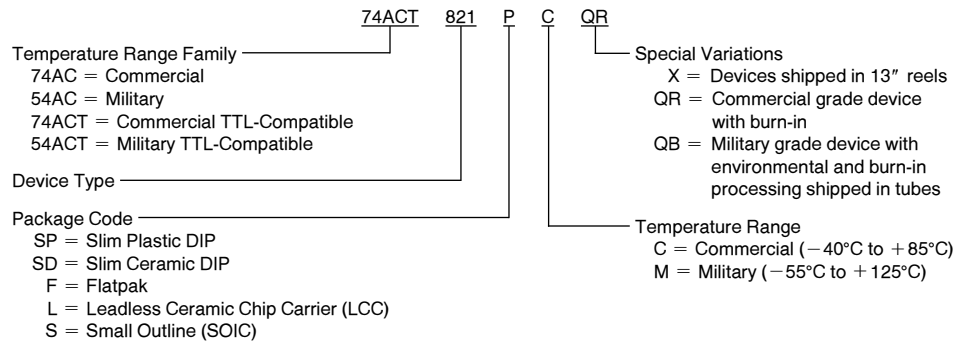 74ACT 821 P C QR
Temperature Range Family
74AC = Commercial
54AC = Military
74ACT = Commercial TTL-Compatible
54ACT = Military TTL-Compatible
Device Type
Package Code
SP = Slim Plastic DIP
SD = Slim Ceramic DIP
F = Flatpak
L = Leadless Ceramic Chip Carrier (LCC)
S = Small Outline (SOIC)
Special Variations
X = Devices shipped in 13″ reels
QR = Commercial grade device
with burn-in
QB = Military grade device with
environmental and burn-in
processing shipped in tubes
Temperature Range
C = Commercial (−40°C to +85°C)
M = Military (−55°C to +125°C)